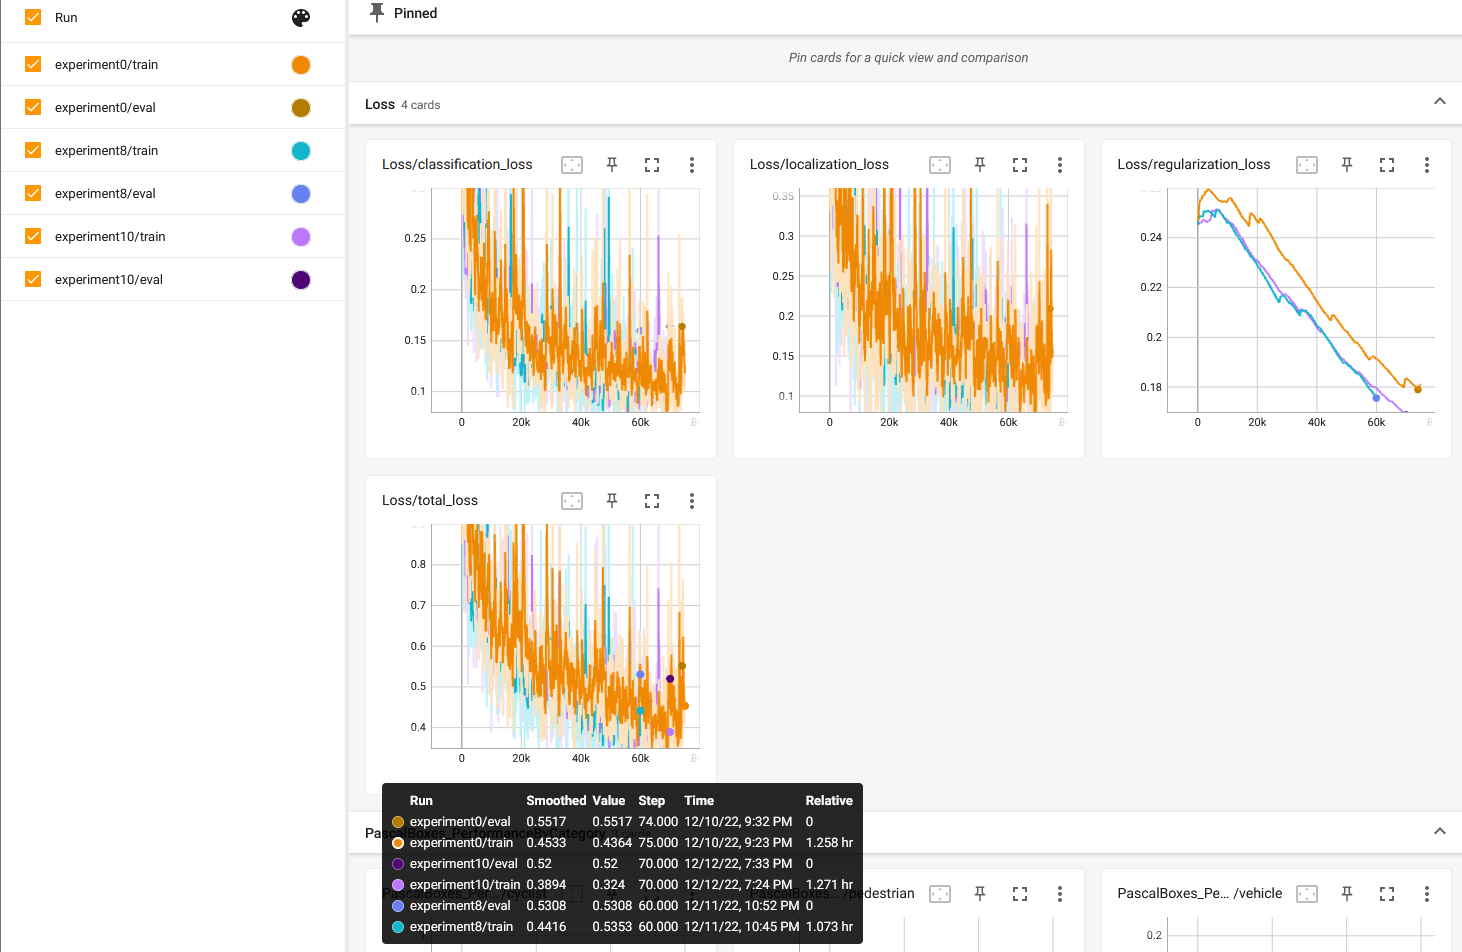 Run
experiment0/train
experiment0/eval
experiment8/train
experiment8/eval
experiment10/train
experiment10/eval
Pinned
Pin cards for a quick view and comparison
Loss 4 cards
Loss/classification_loss
0.25
0.2
0.15
0.1
0 20k 40k 60k 8
Loss/localization_loss
0.35
0.3
0.25
0.2
0.15
0.1
0 20k 40k 60k 8
Loss/regularization_loss
0.24
0.22
0.2
0.18
0 20k 40k 60k 8
Loss/total_loss
0.8
0.7
0.6
0.5
0.4
0 20k 40k 60k 8
Run Smoothed Value Step Time Relative
experiment0/eval 0.5517 0.5517 74.000 12/10/22, 9:32 PM 0
experiment0/train 0.4533 0.4364 75.000 12/10/22, 9:23 PM 1.258 hr
experiment10/eval 0.52 0.52 70.000 12/12/22, 7:33 PM 0
experiment10/train 0.3894 0.324 70.000 12/12/22, 7:24 PM 1.271 hr
experiment8/eval 0.5308 0.5308 60.000 12/11/22, 10:52 PM 0
experiment8/train 0.4416 0.5353 60.000 12/11/22, 10:45 PM 1.073 hr
PascalBoxes_PerformanceByCategory 3 cards
PascalBoxes_Per... /cyclist
PascalBoxes... /pedestrian
PascalBoxes_Pe... /vehicle
0.2